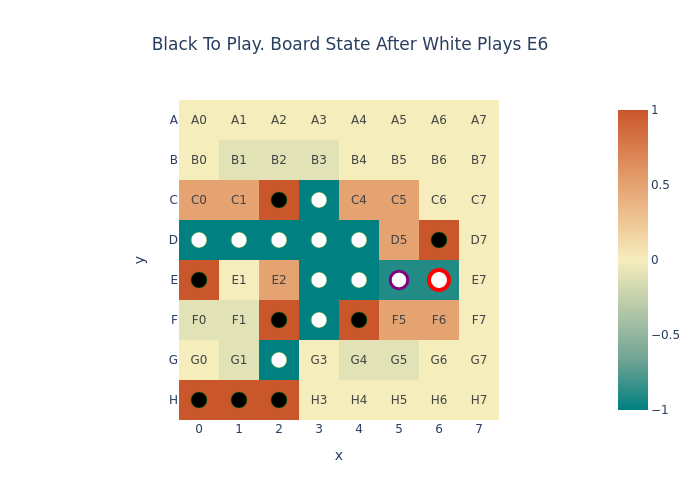 Black To Play. Board State After White Plays E6
A A0 A1 A2 A3 A4 A5 A6 A7
B B0 B1 B2 B3 B4 B5 B6 B7
C C0 C1 C4 C5 C6 C7
D D5 D7
E E1 E2 E7
F F0 F1 F5 F6 F7
G G0 G1 G3 G4 G5 G6 G7
H H3 H4 H5 H6 H7
0 1 2 3 4 5 6 7
x
y
1
0.5
0
−0.5
−1